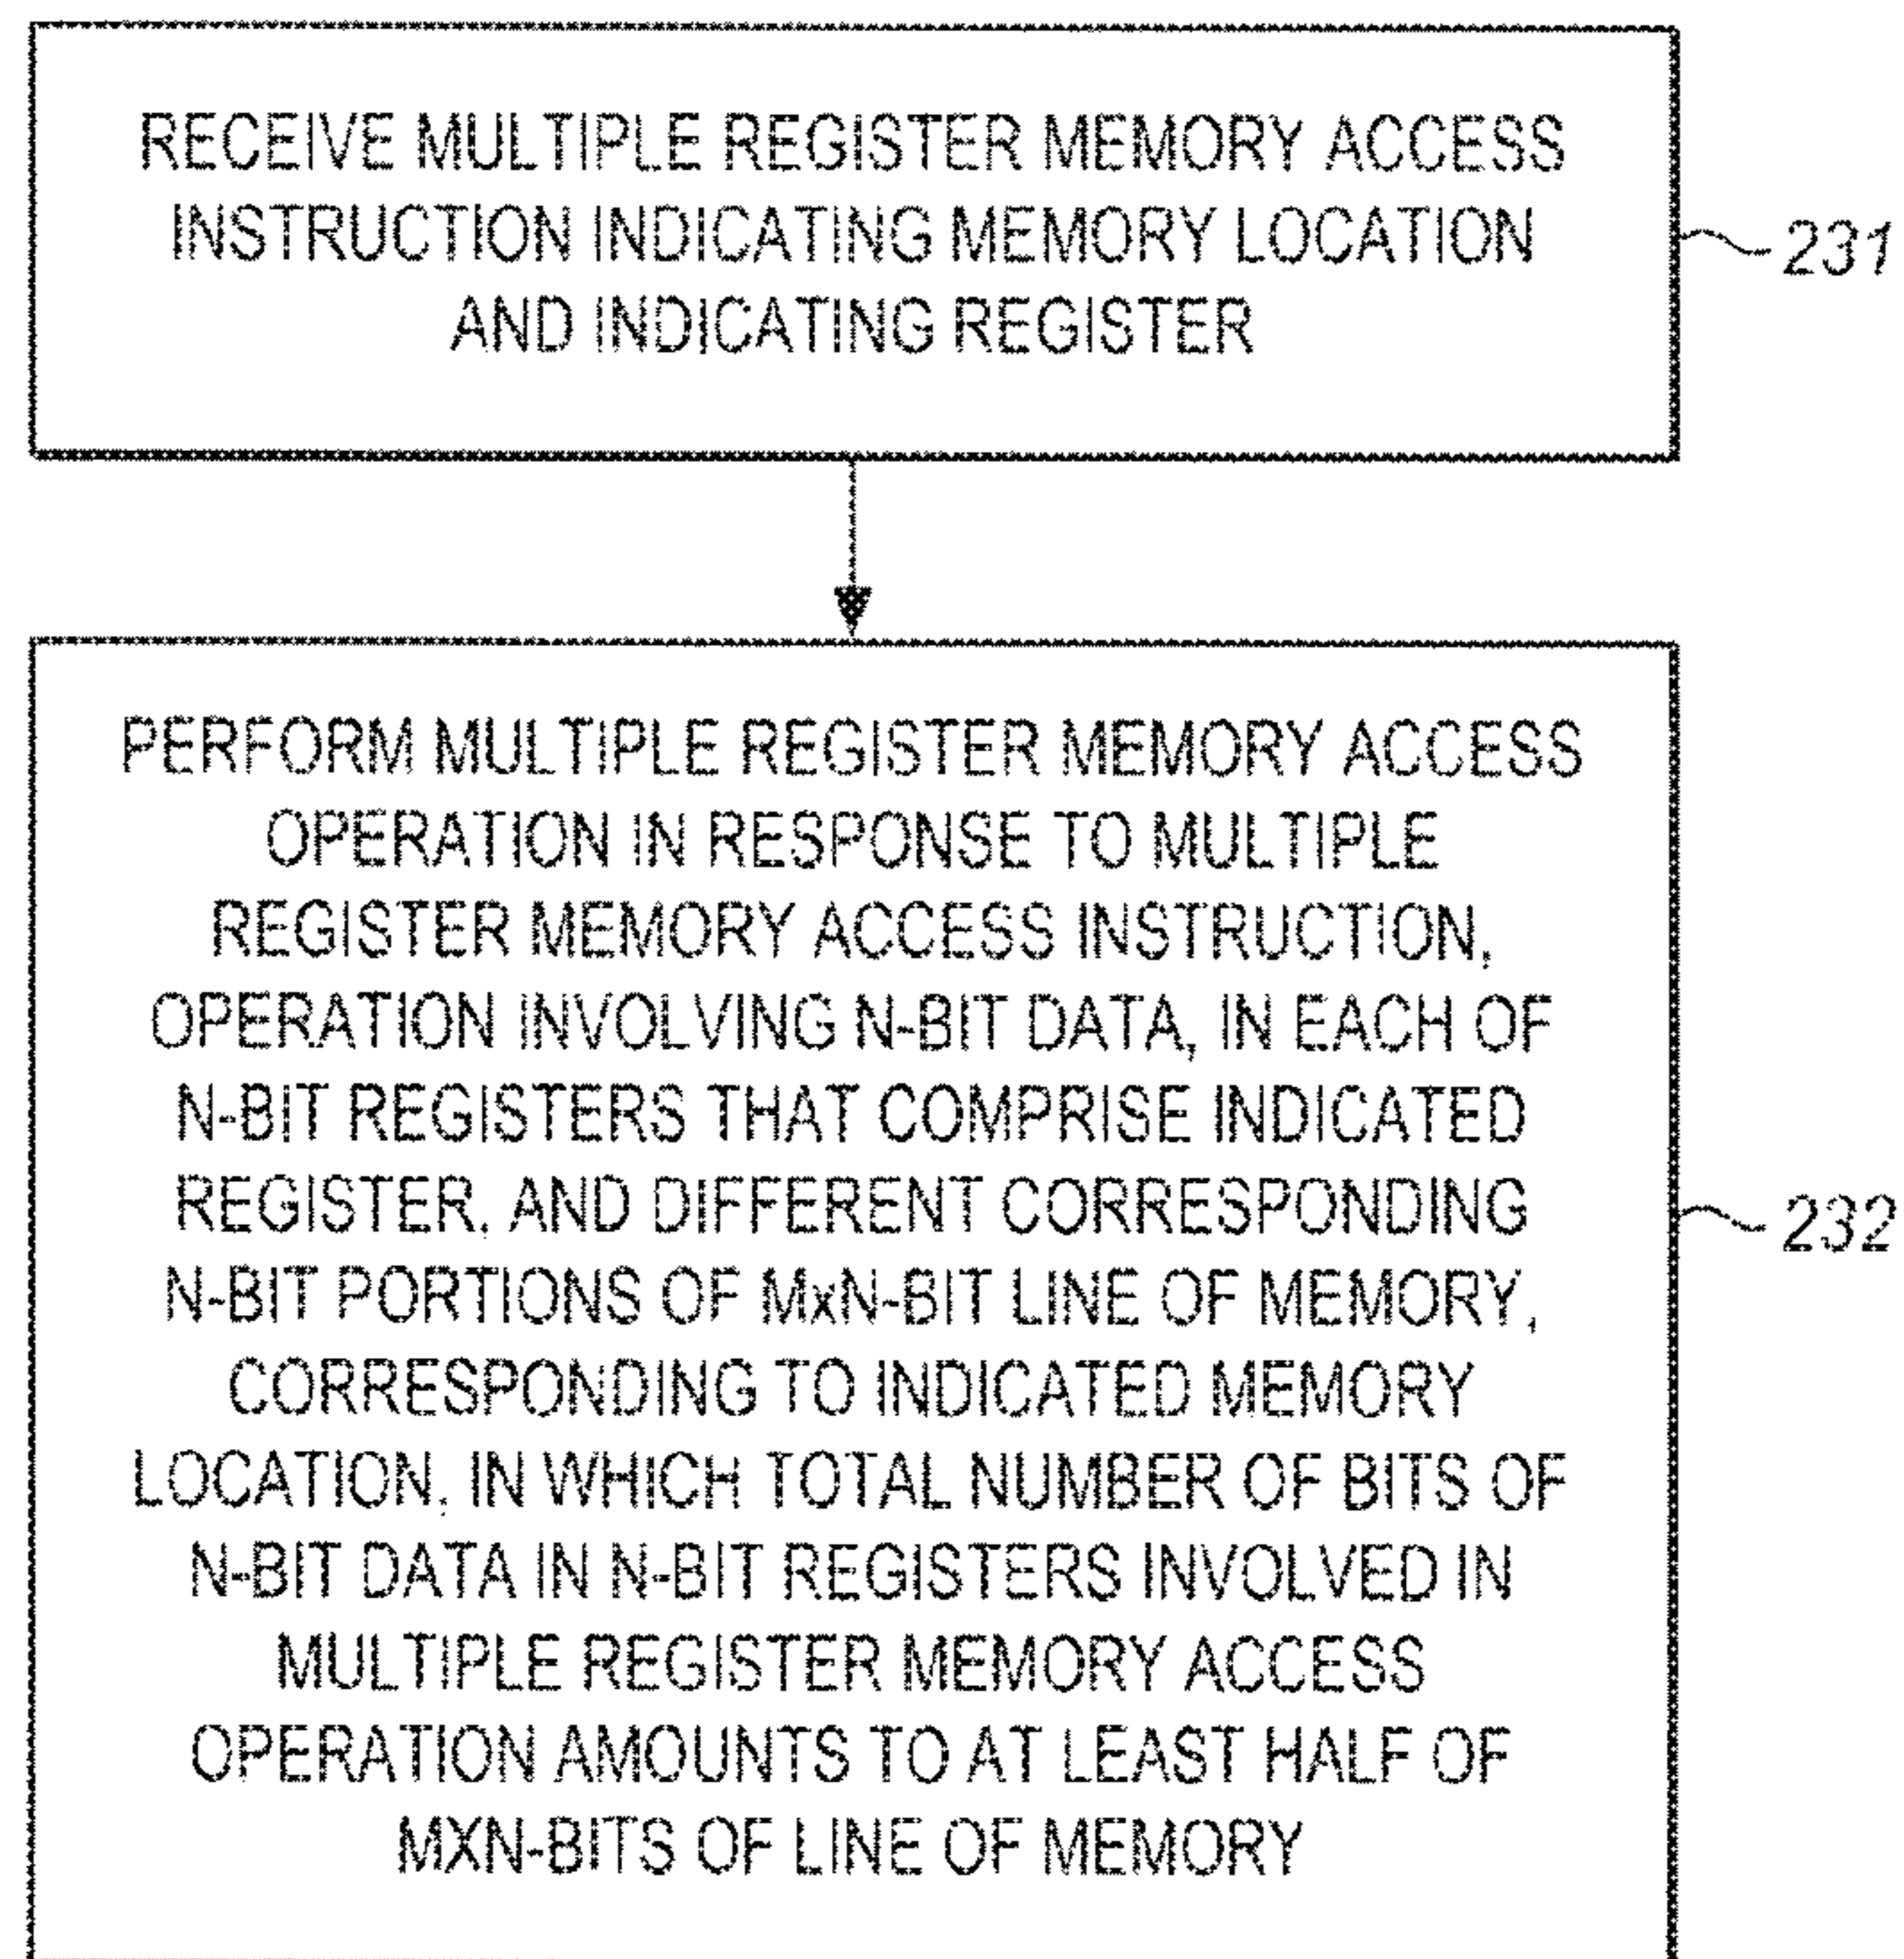 RECEIVE MULTIPLE REGISTER MEMORY ACCESS
INSTRUCTION INDICATING MEMORY LOCATION
AND INDICATING REGISTER
231
PERFORM MULTIPLE REGISTER MEMORY ACCESS
OPERATION IN RESPONSE TO MULTIPLE
REGISTER MEMORY ACCESS INSTRUCTION,
OPERATION INVOLVING N-BIT DATA, IN EACH OF
N-BIT REGISTERS THAT COMPRISE INDICATED
REGISTER, AND DIFFERENT CORRESPONDING
N-BIT PORTIONS OF MxN-BIT LINE OF MEMORY,
CORRESPONDING TO INDICATED MEMORY
LOCATION, IN WHICH TOTAL NUMBER OF BITS OF
N-BIT DATA IN N-BIT REGISTERS INVOLVED IN
MULTIPLE REGISTER MEMORY ACCESS
OPERATION AMOUNTS TO AT LEAST HALF OF
MXN-BITS OF LINE OF MEMORY
232